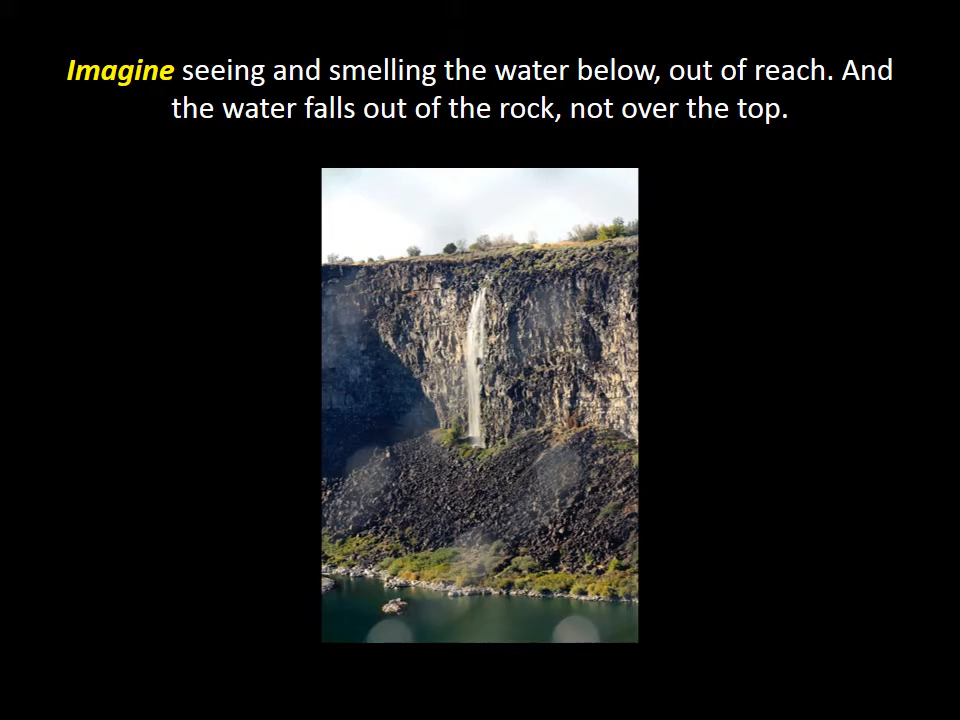 Imagine seeing and smelling the water below, out of reach. And
the water falls out of the rock, not over the top.